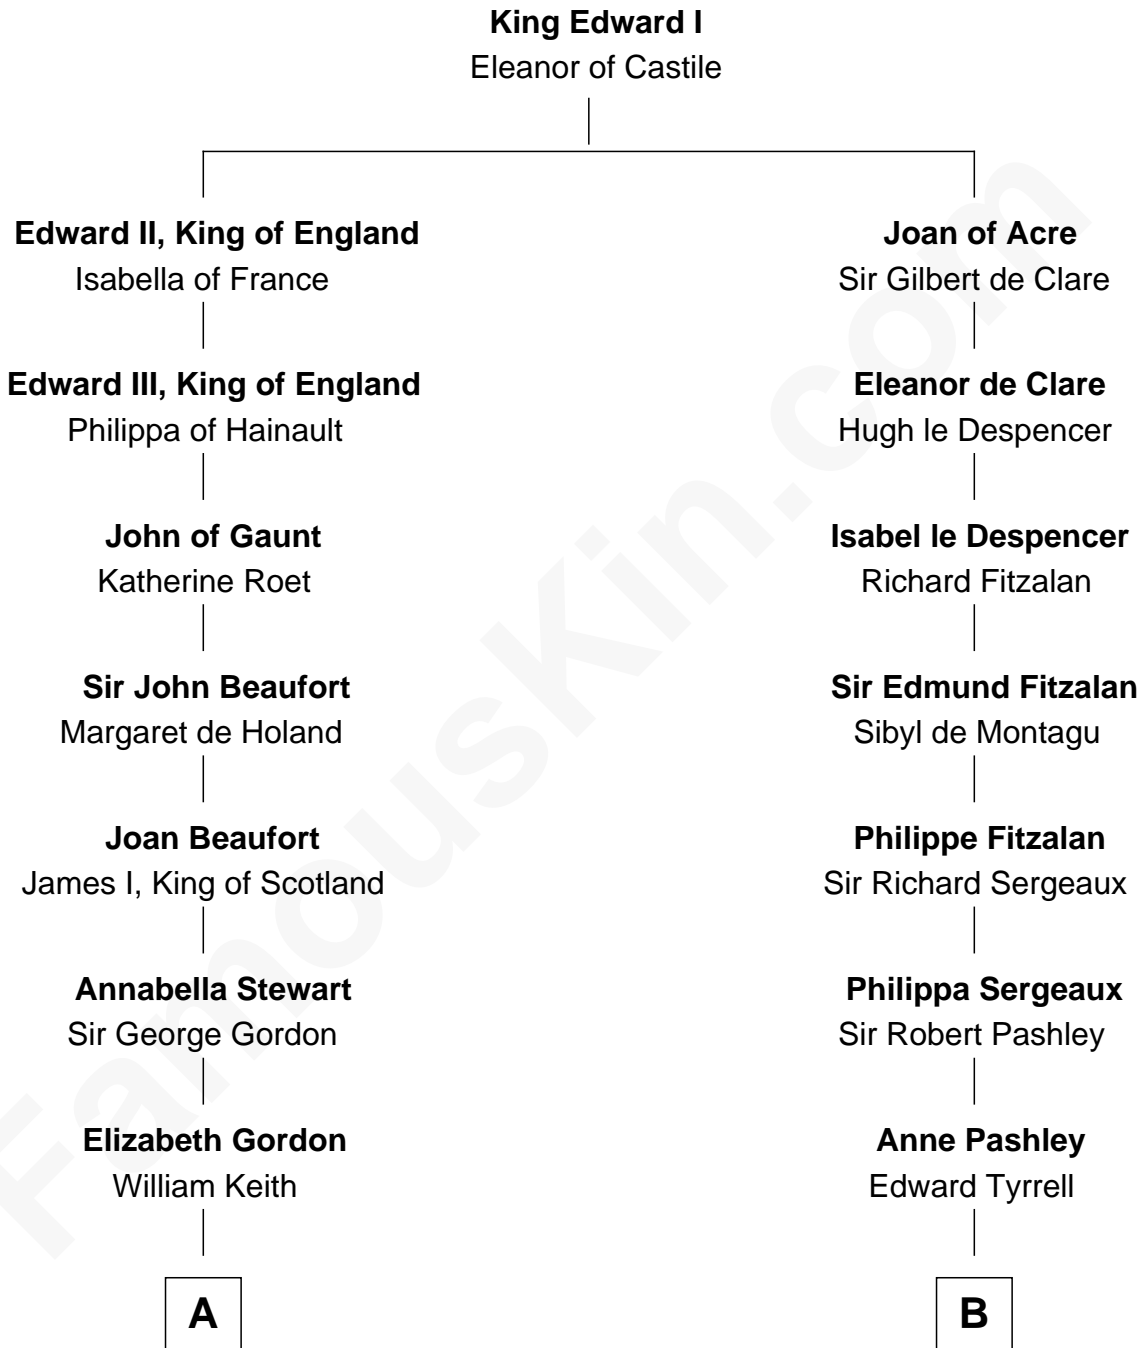 King Edward I
Eleanor of Castile
Edward II, King of England
Isabella of France
Edward III, King of England
Philippa of Hainault
John of Gaunt
Katherine Roet
Sir John Beaufort
Margaret de Holand
Joan Beaufort
James I, King of Scotland
Annabella Stewart
Sir George Gordon
Elizabeth Gordon
William Keith
A
Joan of Acre
Sir Gilbert de Clare
Eleanor de Clare
Hugh le Despencer
Isabel le Despencer
Richard Fitzalan
Sir Edmund Fitzalan
Sibyl de Montagu
Philippe Fitzalan
Sir Richard Sergeaux
Philippa Sergeaux
Sir Robert Pashley
Anne Pashley
Edward Tyrrell
B
FamousKin.com